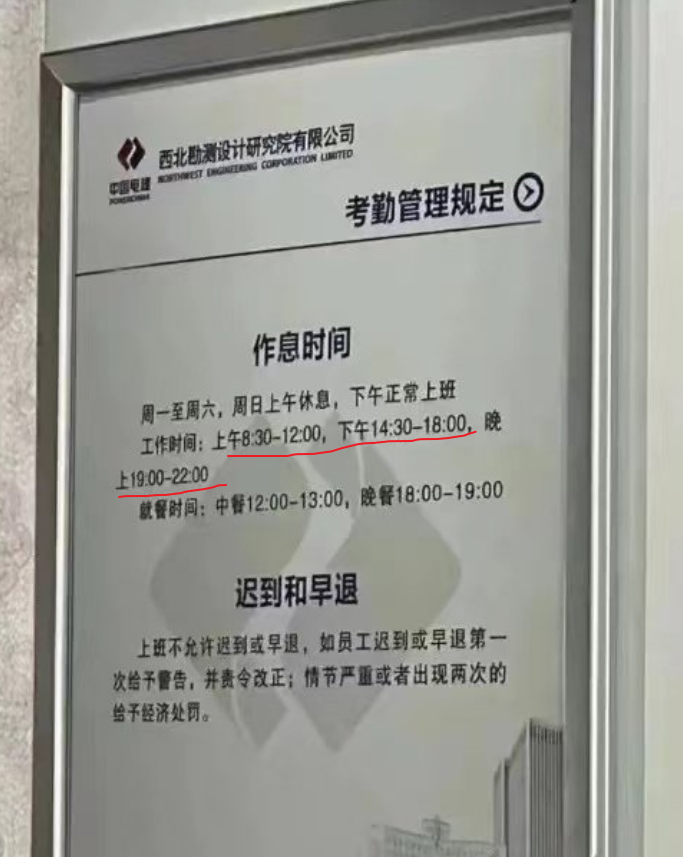 中国电建
POWERCHINA
西北勘测设计研究院有限公司
NORTHWEST ENGINEERING CORPORATION LIMITED
考勤管理规定
作息时间
周一至周六，周日上午休息，下午正常上班
工作时间：上午8:30-12:00，下午14:30-18:00，晚
上19:00-22:00
就餐时间：中餐12:00-13:00，晚餐18:00-19:00
迟到和早退
上班不允许迟到或早退，如员工迟到或早退第一
次给予警告，并责令改正；情节严重或者出现两次的
给予经济处罚。